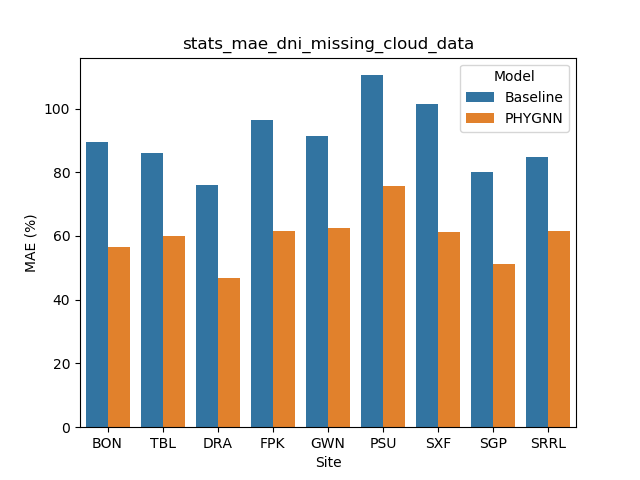 stats_mae_dni_missing_cloud_data
Model
Baseline
PHYGNN
MAE (%)
100
80
60
40
20
0
BON TBL DRA FPK GWN PSU SXF SGP SRRL
Site